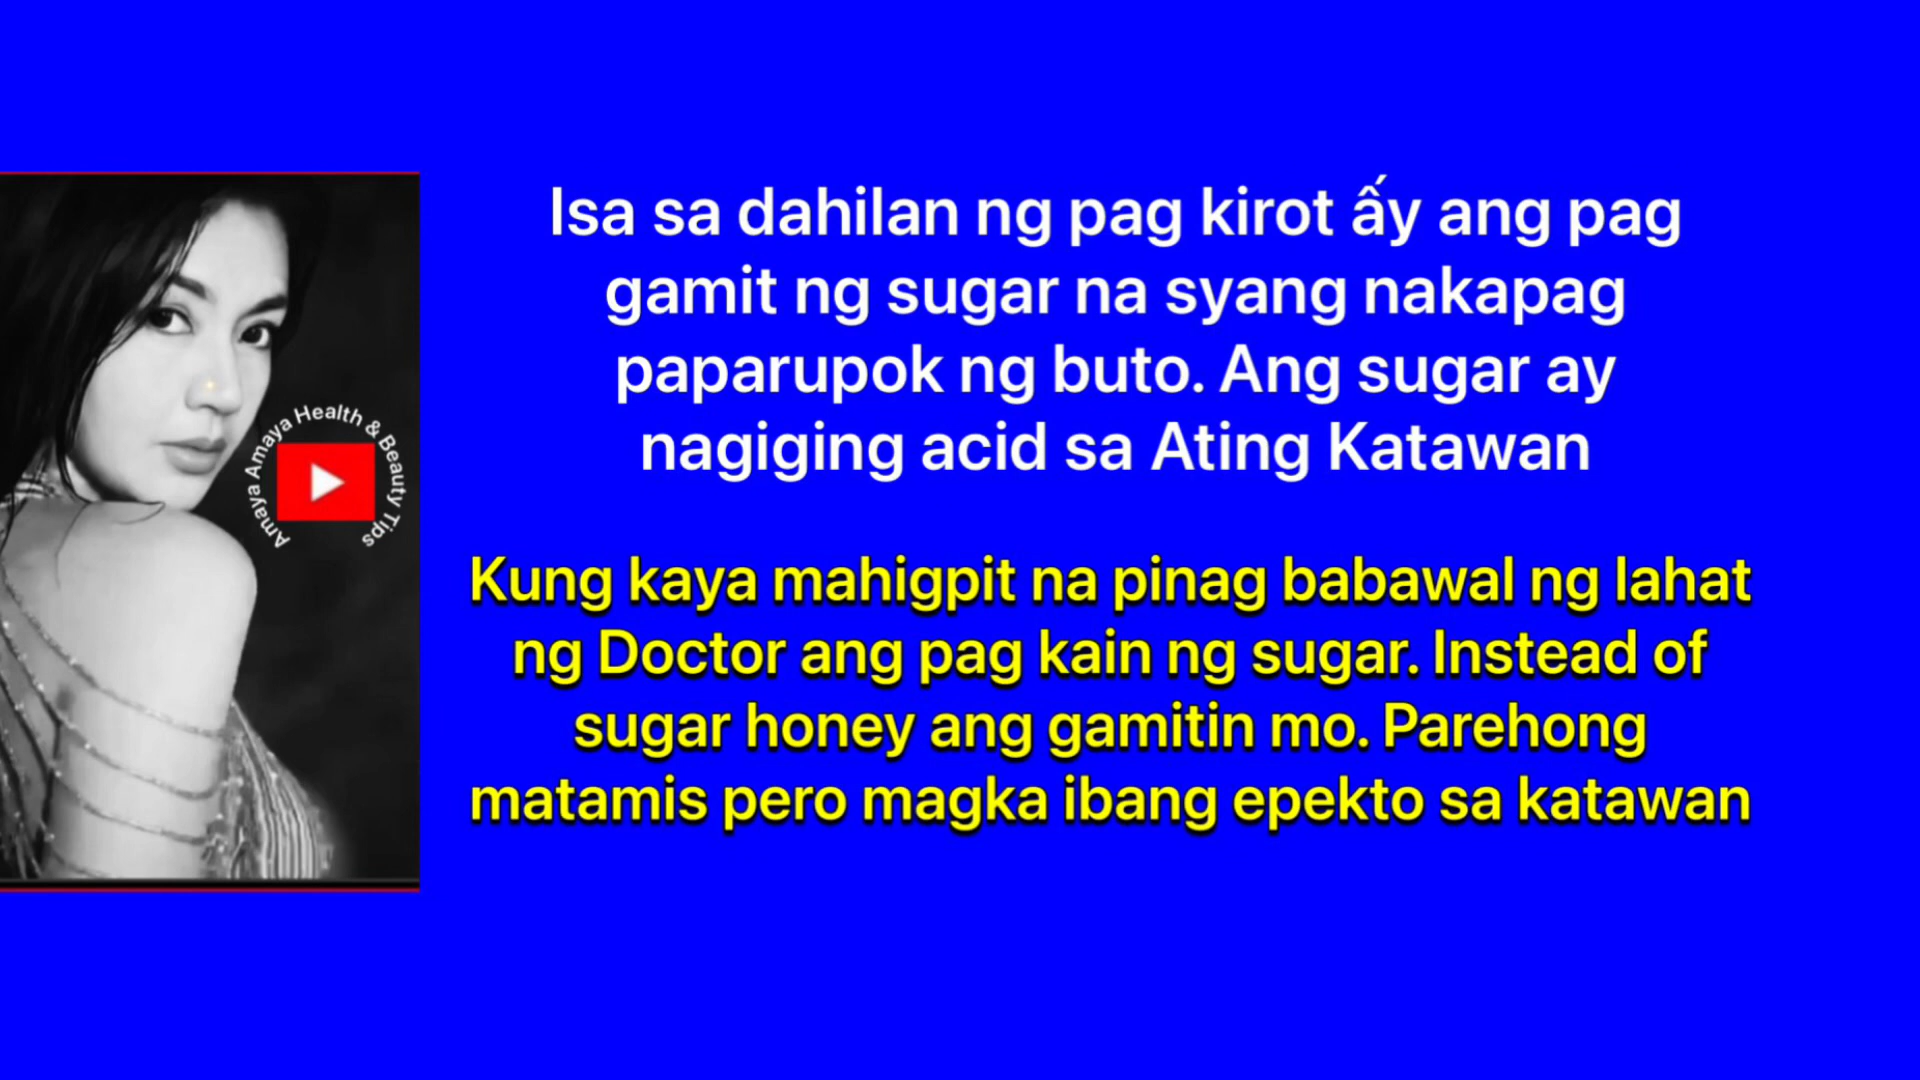 Isa sa dahilan ng pag kirot ấy ang pag
gamit ng sugar na syang nakapag
paparupok ng buto. Ang sugar ay
nagiging acid sa Ating Katawan
Kung kaya mahigpit na pinag babawal ng lahat
ng Doctor ang pag kain ng sugar. Instead of
sugar honey ang gamitin mo. Parehong
matamis pero magka ibang epekto sa katawan
Amaya Amaya Health & Beauty Tips